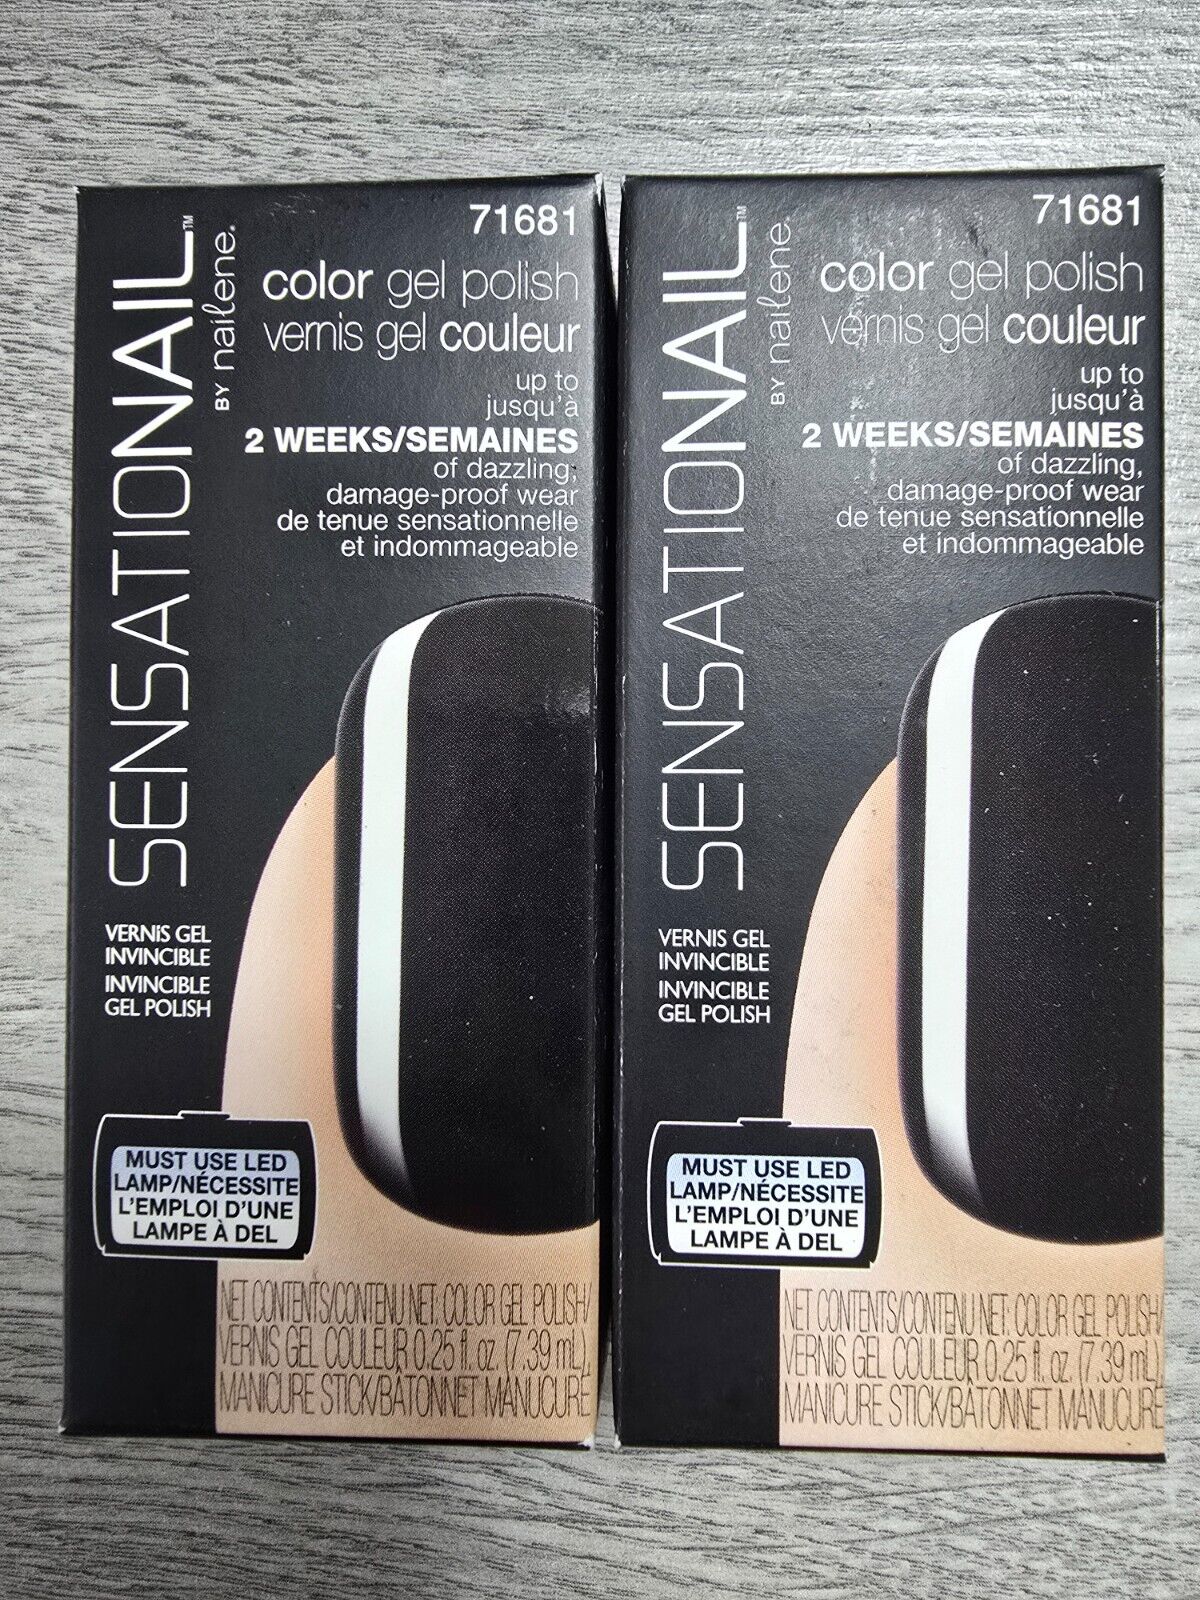 71681
SENSATIONAIL™
BY nailene®
color gel polish
vernis gel couleur
up to
jusqu'à
2 WEEKS/SEMAINES
of dazzling,
damage-proof wear
de tenue sensationnelle
et indommageable
VERNiS GEL
INVINCIBLE
INVINCIBLE
GEL POLISH
MUST USE LED
LAMP/NÉCESSITE
L'EMPLOI D'UNE
LAMPE À DEL
NET CONTENTS/CONTENU NET: COLOR GEL POLISH/
VERNIS GEL COULEUR 0.25 fl. oz. (7.39 mL),
MANICURE STICK/BÂTONNET MANUCURE
71681
SENSATIONAIL™
BY nailene®
color gel polish
vernis gel couleur
up to
jusqu'à
2 WEEKS/SEMAINES
of dazzling,
damage-proof wear
de tenue sensationnelle
et indommageable
VERNIS GEL
INVINCIBLE
INVINCIBLE
GEL POLISH
MUST USE LED
LAMP/NÉCESSITE
L'EMPLOI D'UNE
LAMPE À DEL
NET CONTENTS/CONTENU NET: COLOR GEL POLISH/
VERNIS GEL COULEUR 0.25 fl. oz. (7.39 mL),
MANICURE STICK/BÂTONNET MANUCURE